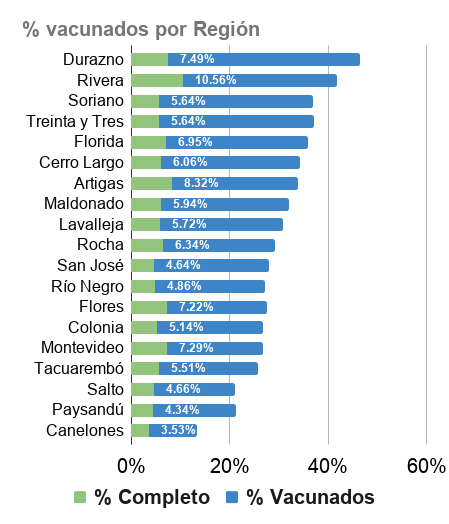 % vacunados por Región
Durazno 7.49%
Rivera 10.56%
Soriano 5.64%
Treinta y Tres 5.64%
Florida 6.95%
Cerro Largo 6.06%
Artigas 8.32%
Maldonado 5.94%
Lavalleja 5.72%
Rocha 6.34%
San José 4.64%
Río Negro 4.86%
Flores 7.22%
Colonia 5.14%
Montevideo 7.29%
Tacuarembó 5.51%
Salto 4.66%
Paysandú 4.34%
Canelones 3.53%
0% 20% 40% 60%
% Completo % Vacunados